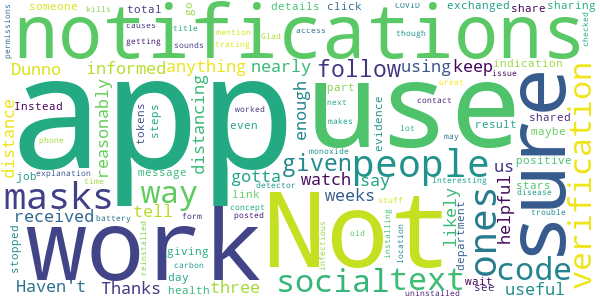 permissions
someone
kills
total
go
details
click
COVID
exchanged
share
sharing
notifications
causes
getting
title
sounds
mention
tracing
Glad
access
though
checked
Dunno
informed
anything
nearly
follow
using
keep
indication
issue
app
use
sure
Instead
phone
reasonably
distancing
tokens
steps
even
worked
enough
part
next
makes
evidence
lot
Great
contact
may
result
shared
maybe
verification
distance
job
explanation
time
message
monoxide
given
people
us
positive
masks
way
link
detector
gotta
watch
say
Interesting
stars
disease
trouble
received
battery
tell
form
concept
posted
weeks
stuff
likely
department
ones
helpful
work
Not
old
infectious
installing
location
stopped
reinstalled
giving
day
carbon
health
three
social
text
uninstalled
wait
see
code
useful
Haven't
Thanks